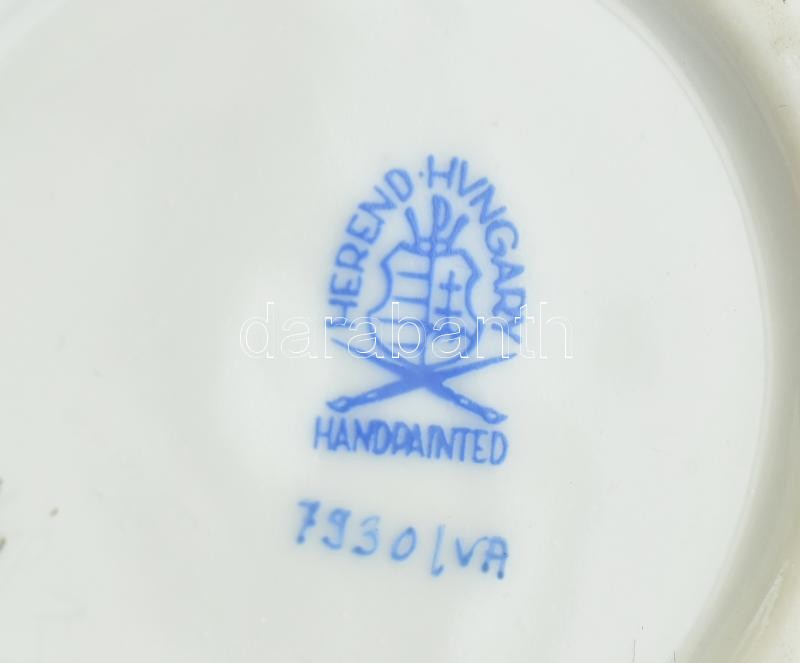 HEREND · HVNGARY
darabanth
HANDPAINTED
7930/VA